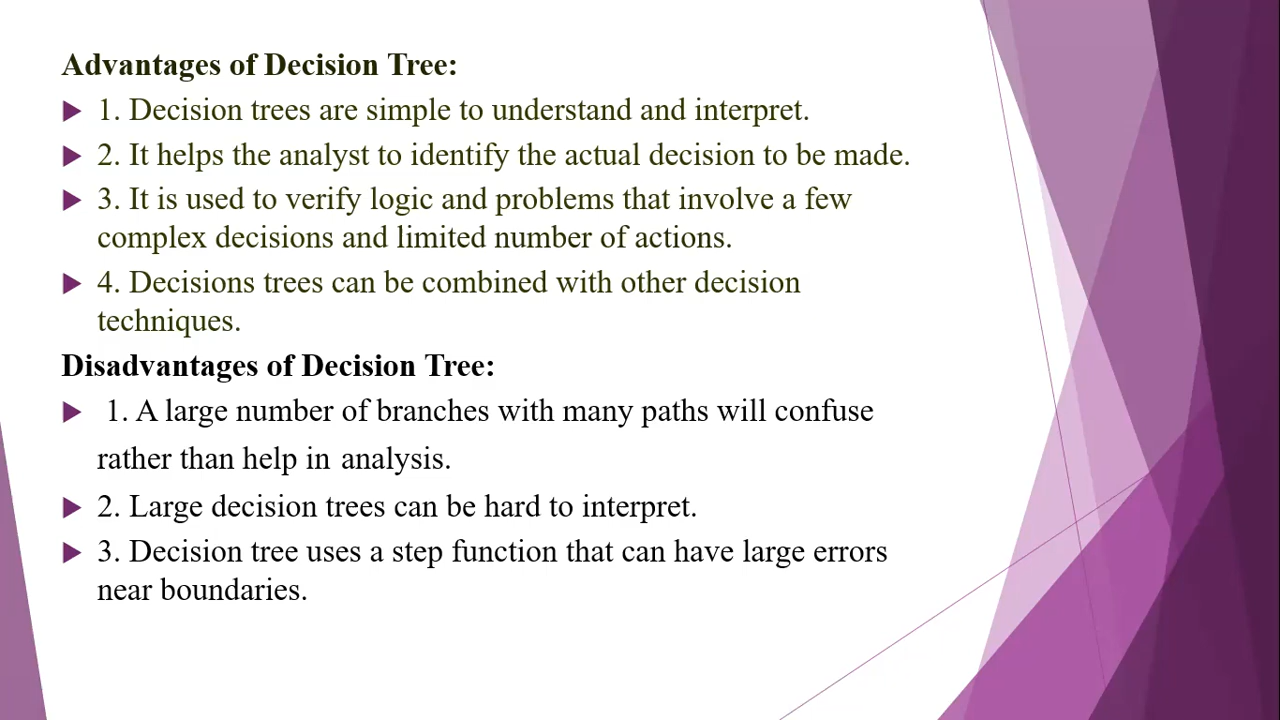 Advantages of Decision Tree:
1. Decision trees are simple to understand and interpret.
2. It helps the analyst to identify the actual decision to be made.
3. It is used to verify logic and problems that involve a few
complex decisions and limited number of actions.
4. Decisions trees can be combined with other decision
techniques.
Disadvantages of Decision Tree:
1. A large number of branches with many paths will confuse
rather than help in analysis.
2. Large decision trees can be hard to interpret.
3. Decision tree uses a step function that can have large errors
near boundaries.